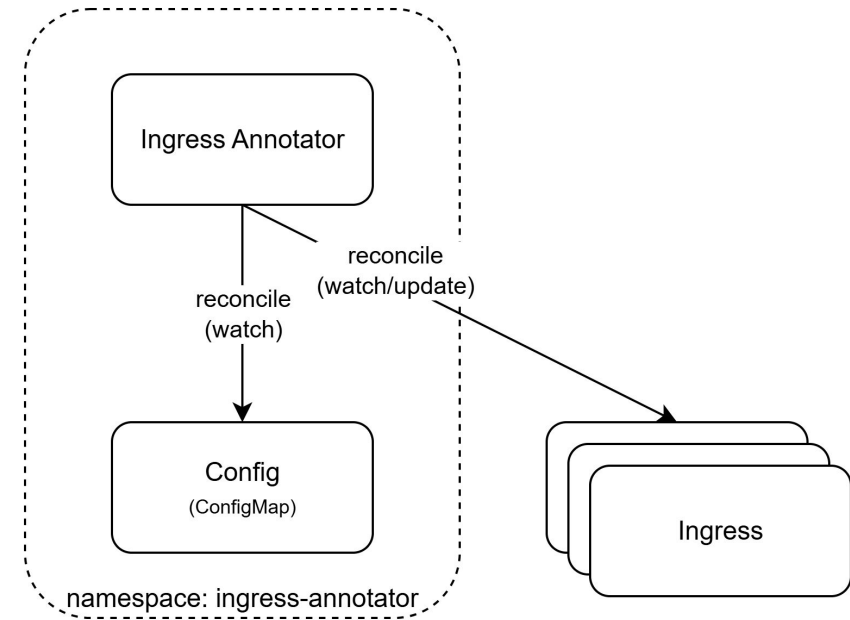 Ingress Annotator
reconcile
(watch/update)
reconcile
(watch)
Config
(ConfigMap)
Ingress
namespace: ingress-annotator